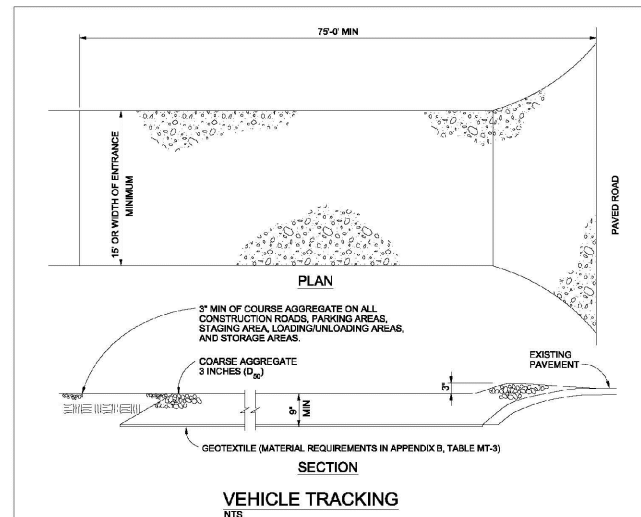 75'-0' MIN
15' OR WIDTH OF ENTRANCE
MINIMUM
PAVED ROAD
PLAN
3" MIN OF COURSE AGGREGATE ON ALL
CONSTRUCTION ROADS, PARKING AREAS,
STAGING AREA, LOADING/UNLOADING AREAS,
AND STORAGE AREAS.
COARSE AGGREGATE
3 INCHES (D50)
EXISTING
PAVEMENT
3"
9"
MIN
GEOTEXTILE (MATERIAL REQUIREMENTS IN APPENDIX B, TABLE MT-3)
SECTION
VEHICLE TRACKING
NTS